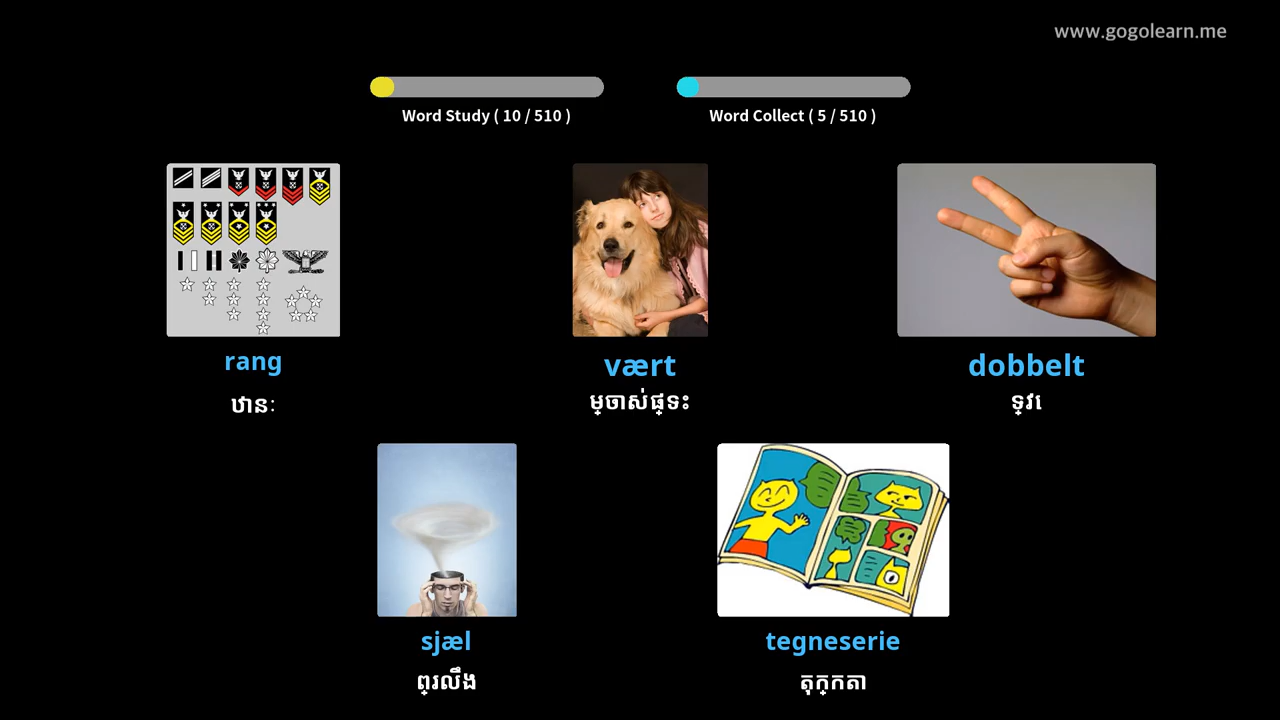 www.gogolearn.me
Word Study ( 10 / 510 )
Word Collect ( 5 / 510 )
rang
vært
dobbelt
ឋានៈ
ម្ចាស់ផ្ទះ
ទ្វេ
sjæl
tegneserie
ព្រលឹង
តុក្កតា